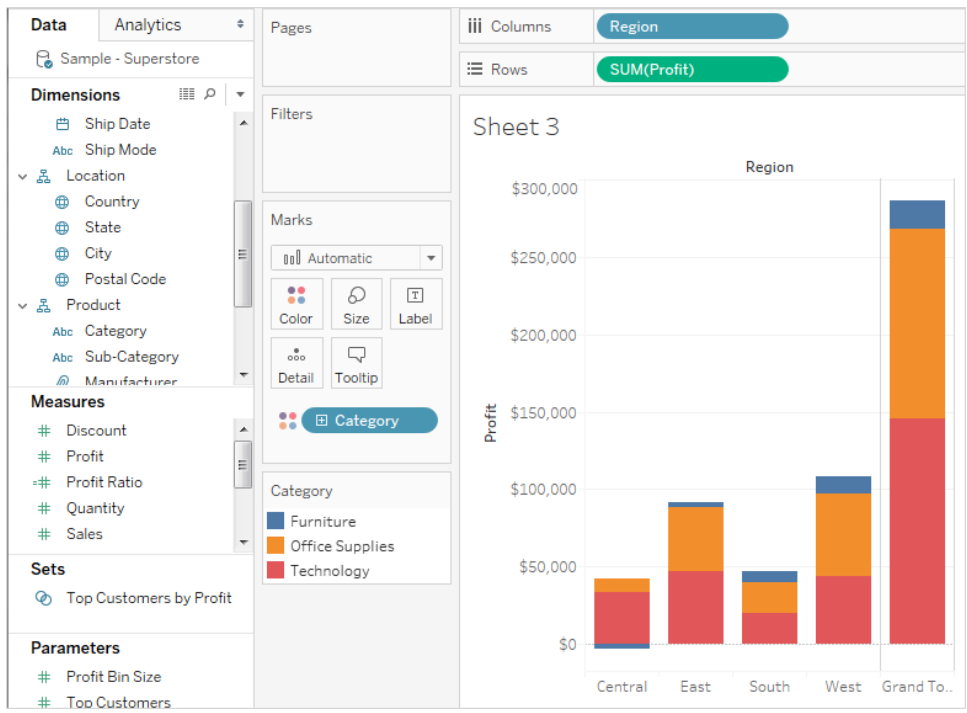 Data
Analytics
Sample - Superstore
Dimensions
Ship Date
Abc Ship Mode
Location
Country
State
City
Postal Code
Product
Abc Category
Abc Sub-Category
Manufacturer
Measures
# Discount
# Profit
=# Profit Ratio
# Quantity
# Sales
Sets
Top Customers by Profit
Parameters
# Profit Bin Size
# Top Customers
Pages
Filters
Marks
Automatic
Color
Size
T
Label
Detail
Tooltip
Category
Category
Furniture
Office Supplies
Technology
Columns
Region
Rows
SUM(Profit)
Sheet 3
Region
Profit
$300,000
$250,000
$200,000
$150,000
$100,000
$50,000
$0
Central East South West Grand To..